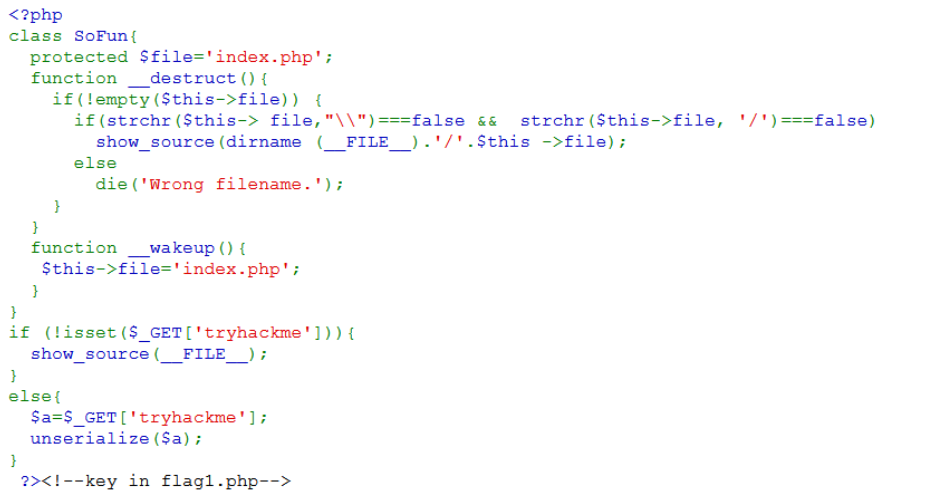 <?php
class SoFun{
  protected $file='index.php';
  function __destruct(){
    if(!empty($this->file)) {
      if(strchr($this-> file,"\\")===false &&  strchr($this->file, '/')===false)
        show_source(dirname (__FILE__).'/'.$this ->file);
      else
        die('Wrong filename.');
    }
  }
  function __wakeup(){
   $this->file='index.php';
  }
}
if (!isset($_GET['tryhackme'])){
  show_source(__FILE__);
}
else{
  $a=$_GET['tryhackme'];
  unserialize($a);
}
 ?><!--key in flag1.php-->